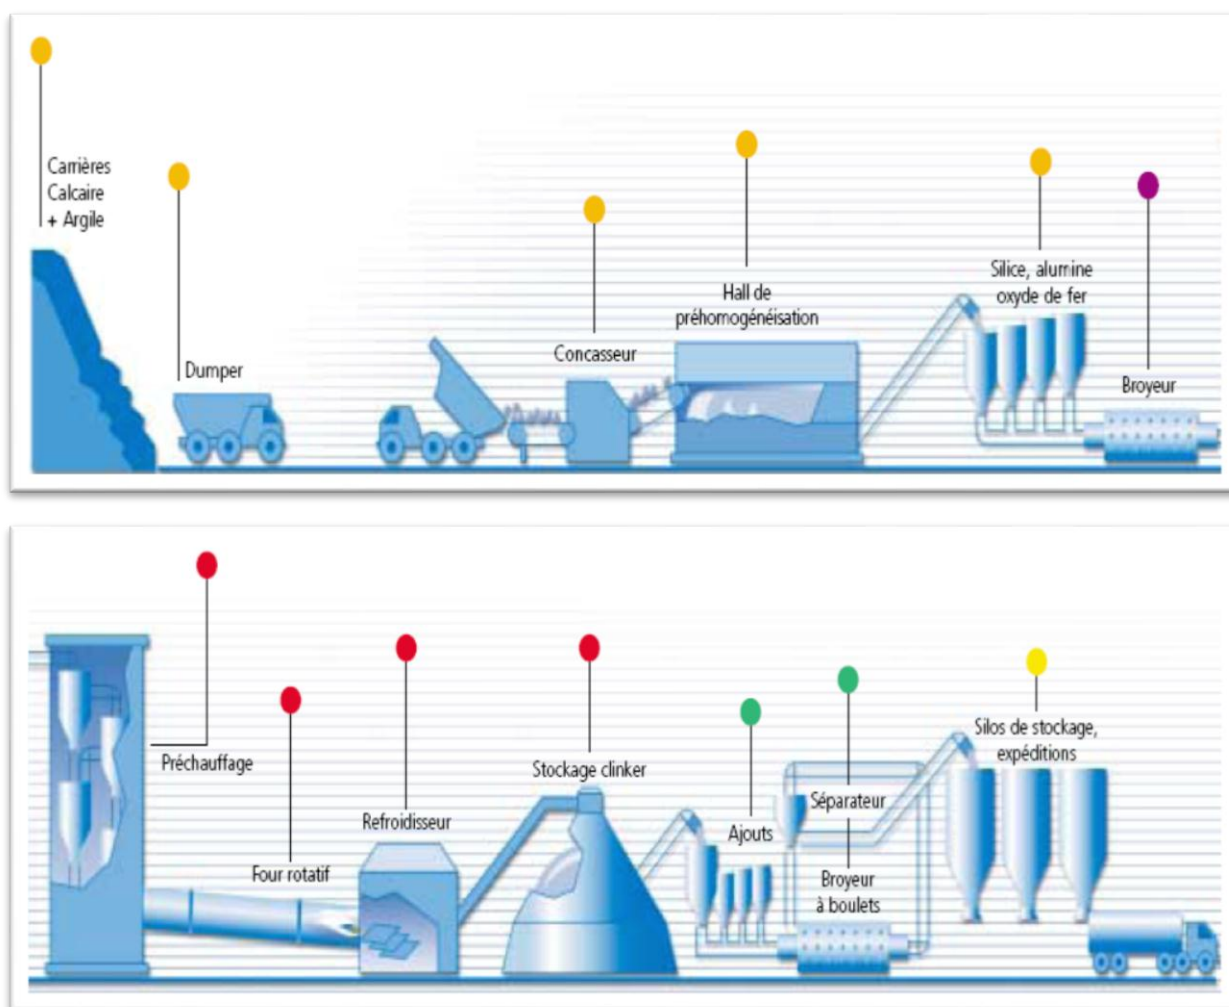 Carrières
Calcaire
+ Argile
Dumper
Concasseur
Hall de
préhomogénéisation
Silice, alumine
oxyde de fer
Broyeur
Préchauffage
Four rotatif
Refroidisseur
Stockage clinker
Ajouts
Séparateur
Broyeur
à boulets
Silos de stockage,
expéditions